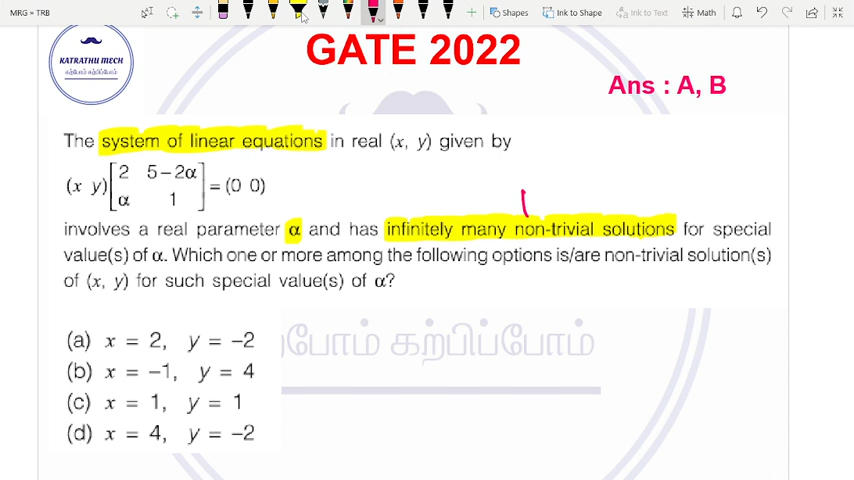 MRG » TRB
Shapes
Ink to Shape
Ink to Text
Math
KATRATHU MECH
கற்போம் கற்பிப்போம்
GATE 2022
Ans : A, B
The system of linear equations in real (x, y) given by
(x y) [2 5 – 2α
α 1] = (0 0)
involves a real parameter α and has infinitely many non-trivial solutions for special
value(s) of α. Which one or more among the following options is/are non-trivial solution(s)
of (x, y) for such special value(s) of α?
(a) x = 2, y = –2
(b) x = –1, y = 4
(c) x = 1, y = 1
(d) x = 4, y = –2
கற்பிப்போம்